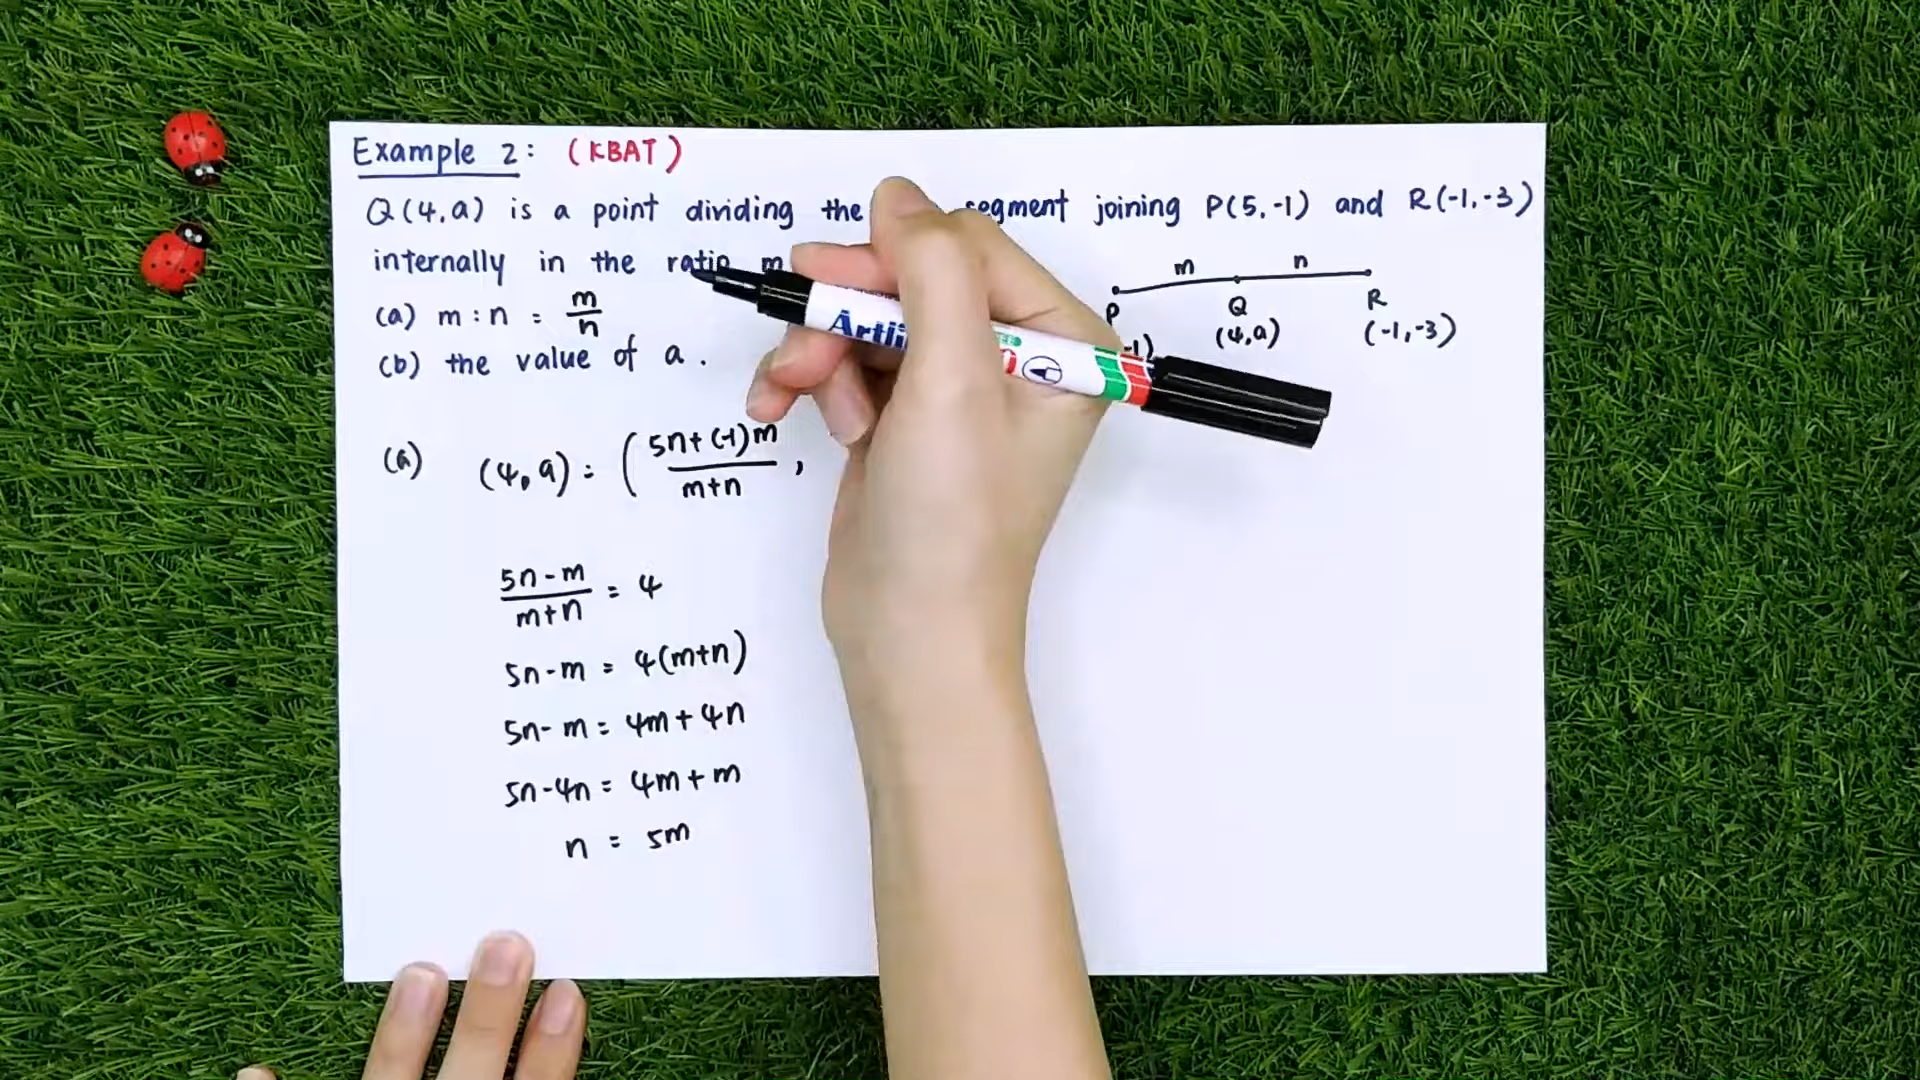 Example 2: (KBAT)
Q(4,a) is a point dividing the segment joining P(5,-1) and R(-1,-3)
internally in the ratio m
(a) m:n = m/n
(b) the value of a.
m n
P Q R
(4,a) (-1,-3)
-1)
Artli
(a) (4,a) = (5n+(-1)m/m+n,
5n-m/m+n = 4
5n-m = 4(m+n)
5n-m = 4m+4n
5n-4n = 4m+m
n = 5m